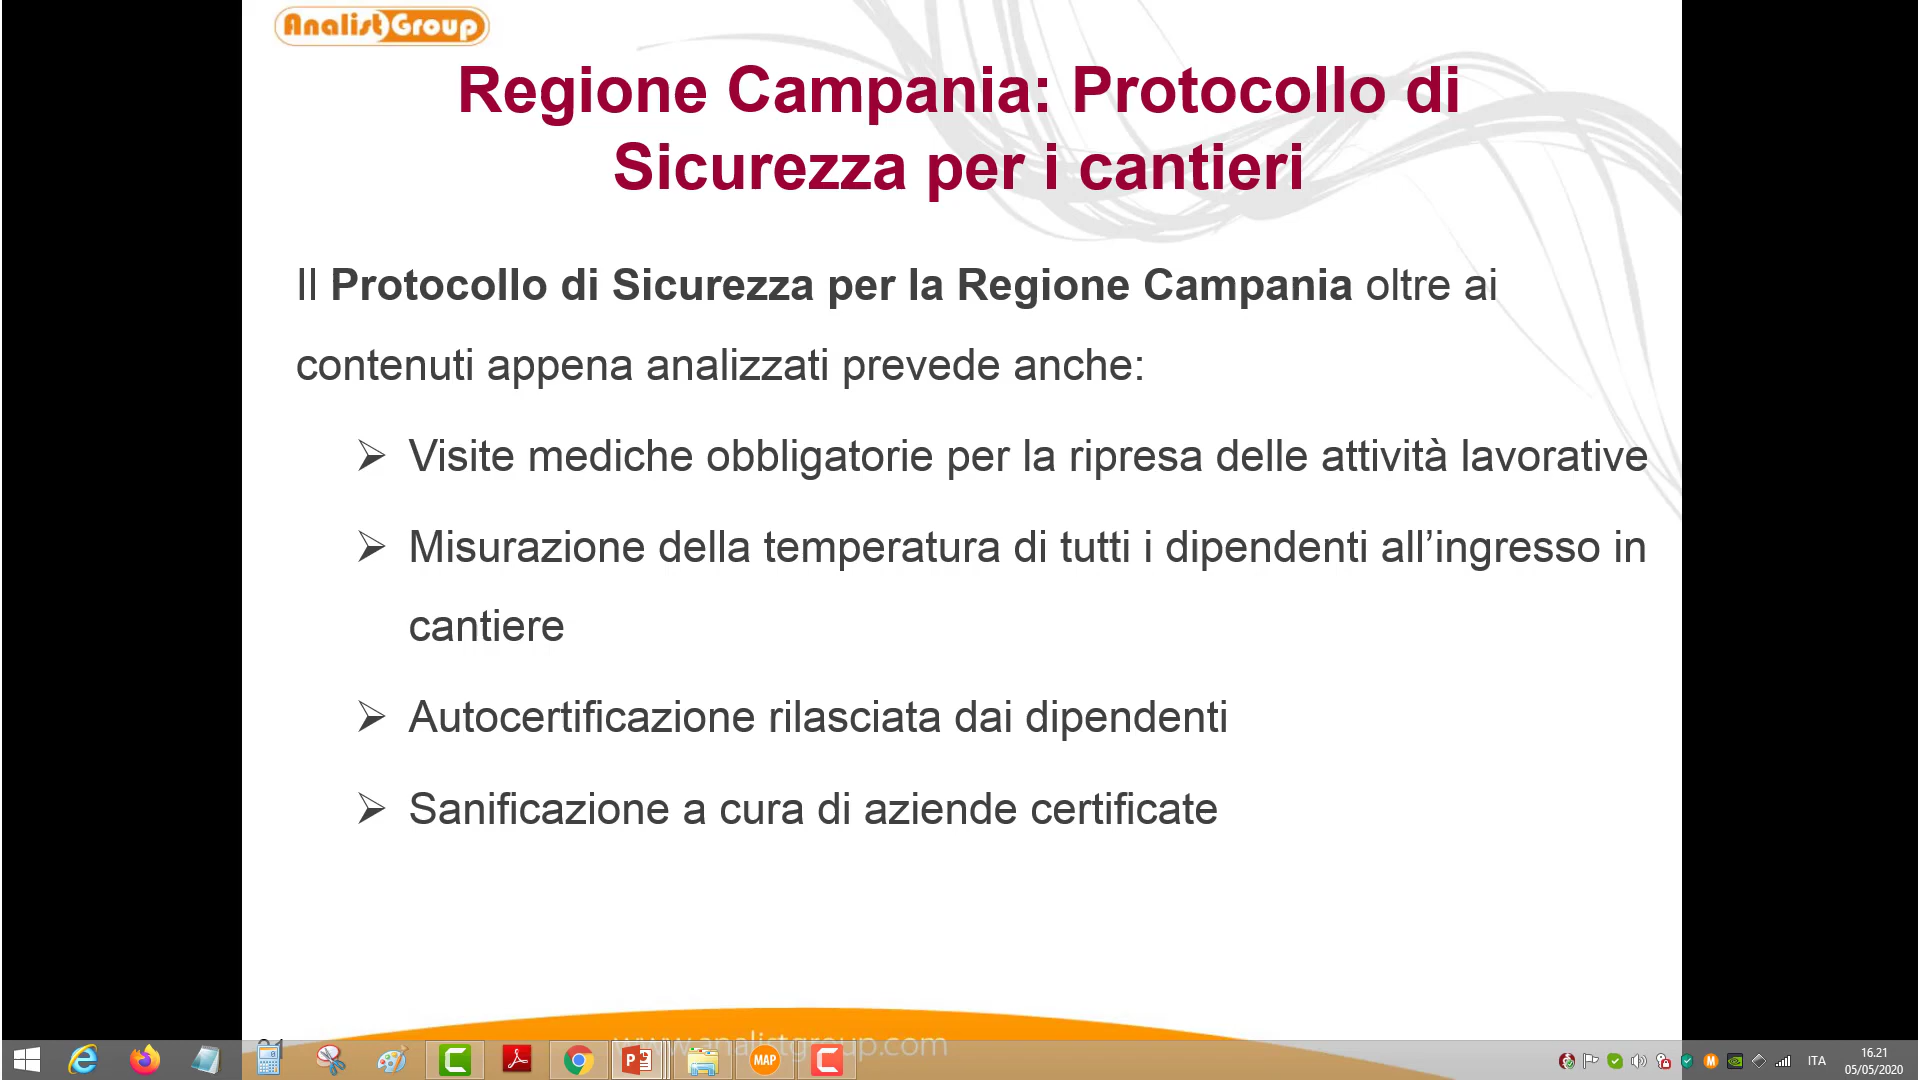 AnalistGroup
Regione Campania: Protocollo di
Sicurezza per i cantieri
Il Protocollo di Sicurezza per la Regione Campania oltre ai
contenuti appena analizzati prevede anche:
Visite mediche obbligatorie per la ripresa delle attività lavorative
Misurazione della temperatura di tutti i dipendenti all’ingresso in
cantiere
Autocertificazione rilasciata dai dipendenti
Sanificazione a cura di aziende certificate
www.analistgroup.com
MAP
ITA
16.21
05/05/2020